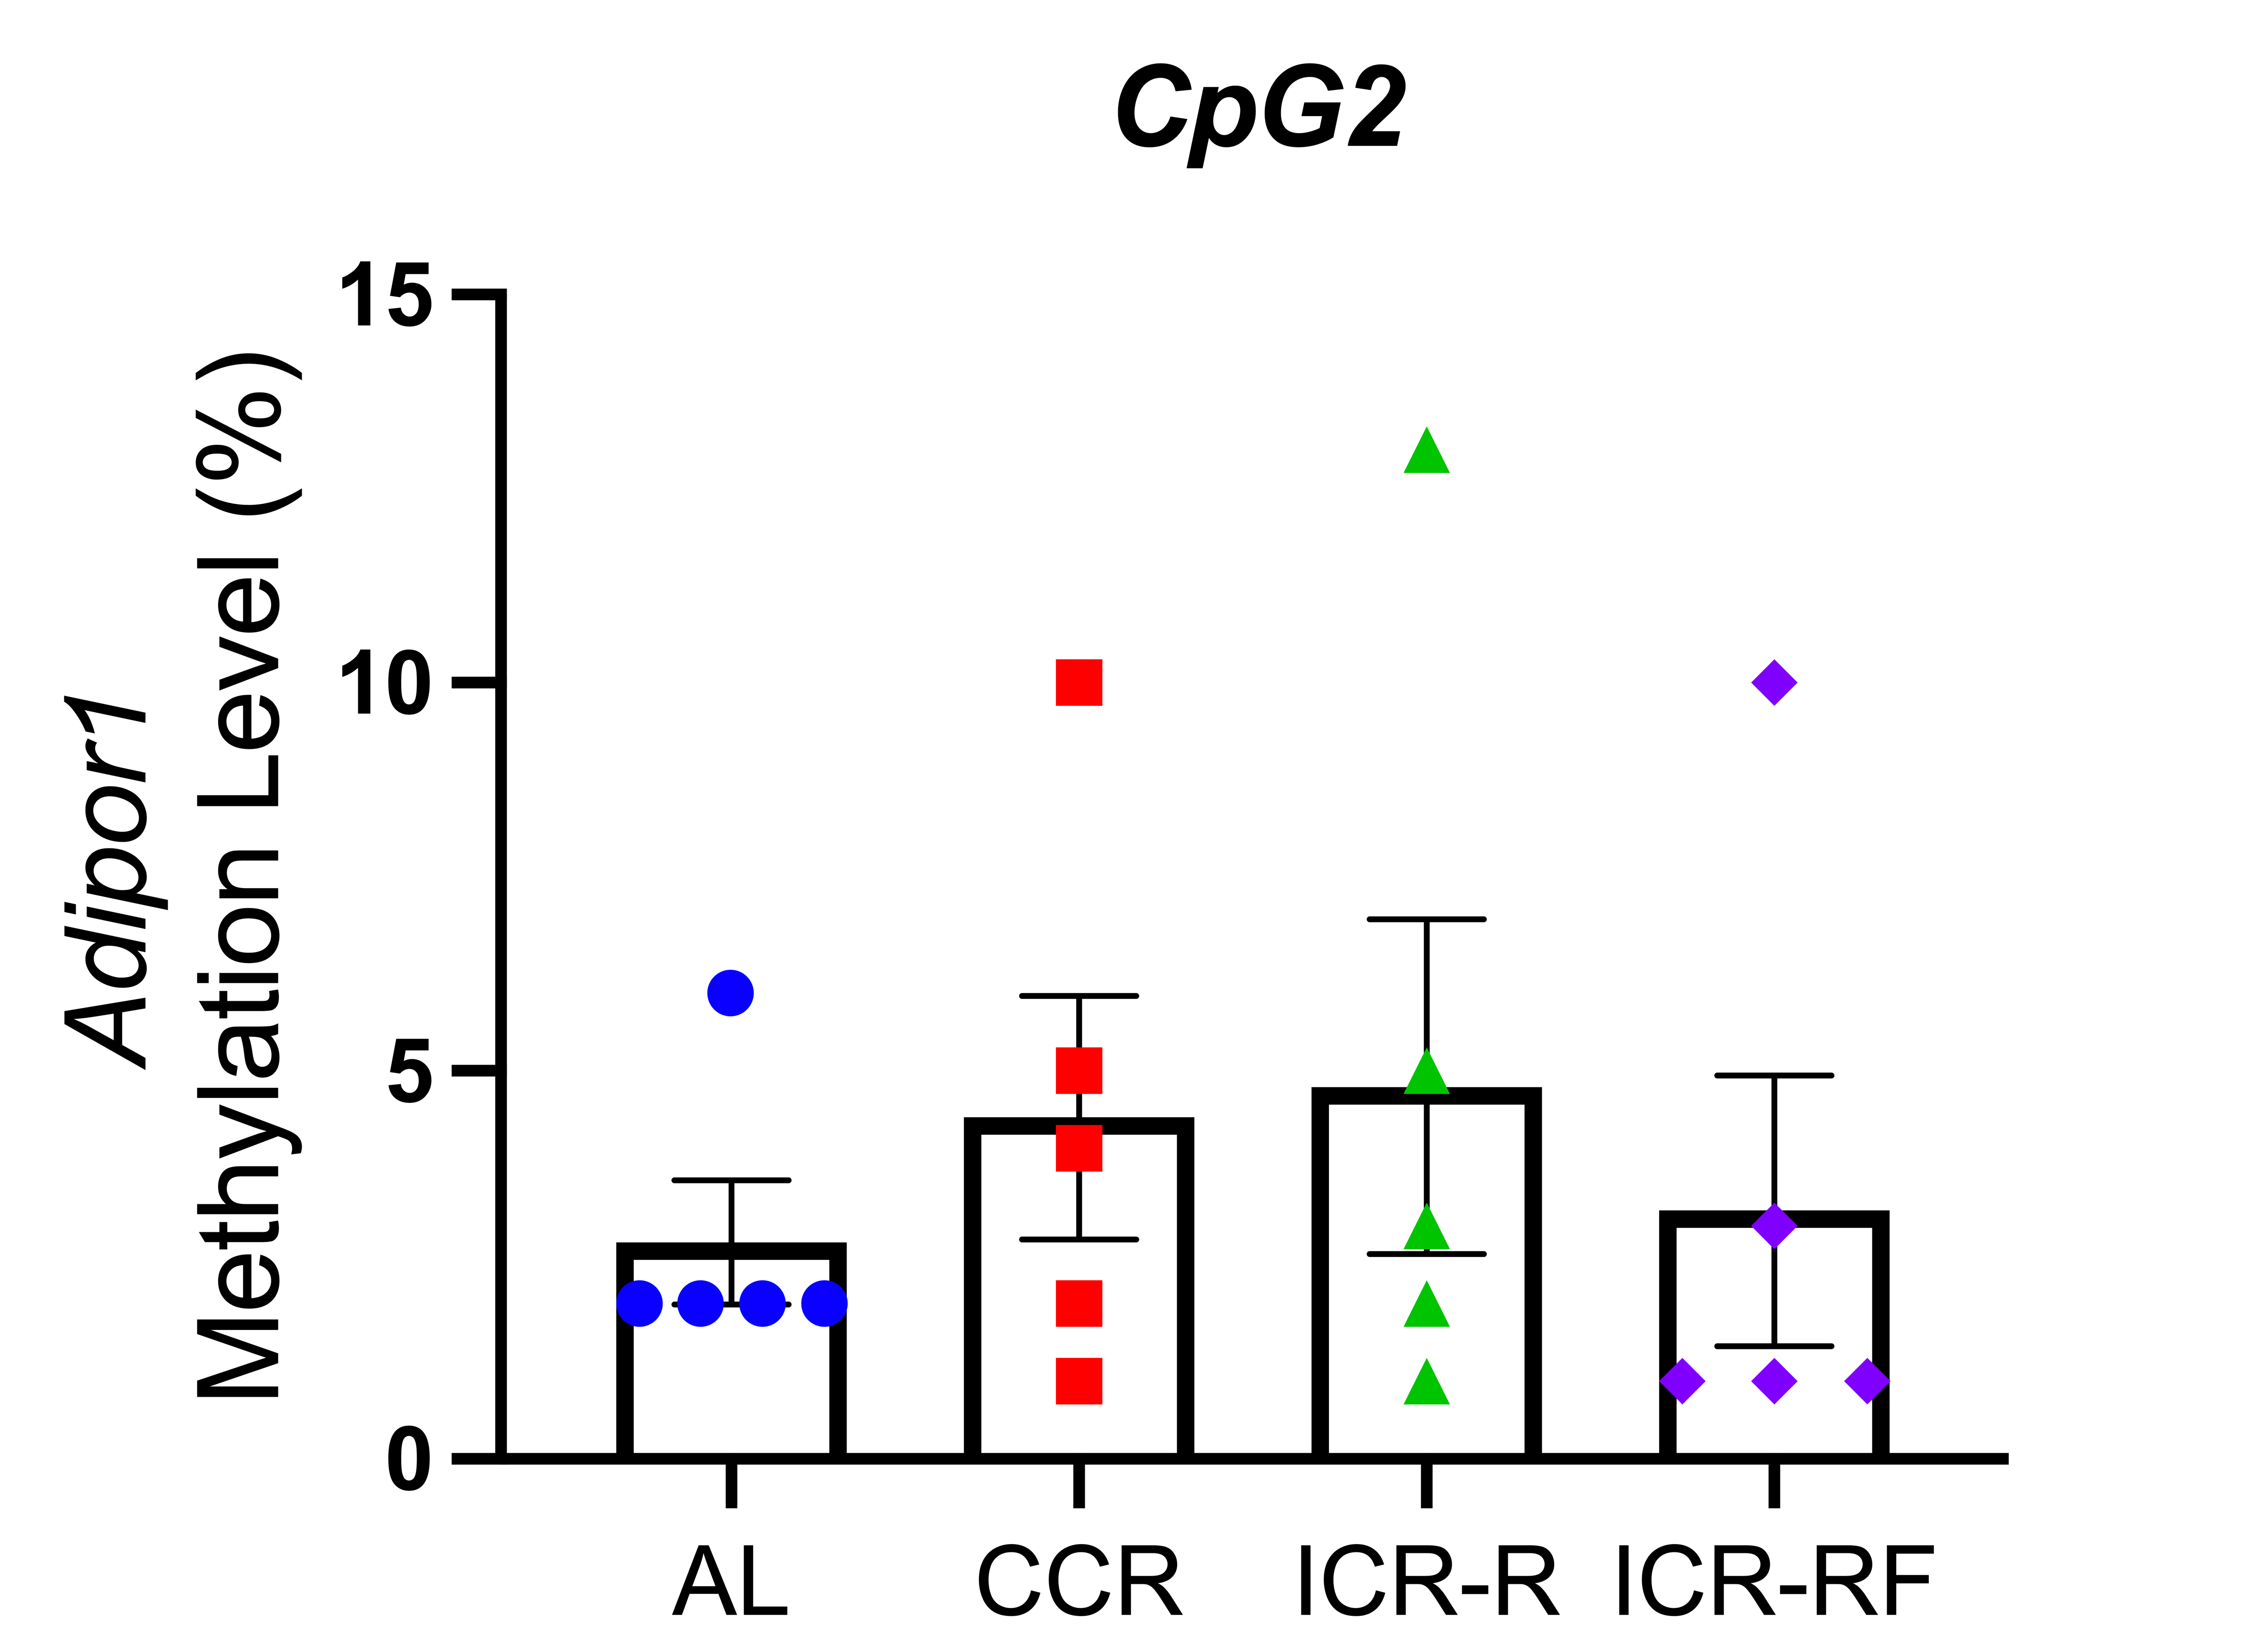 CpG2
Adipor1
Methylation Level (%)
15
10
5
0
AL CCR ICR-R ICR-RF